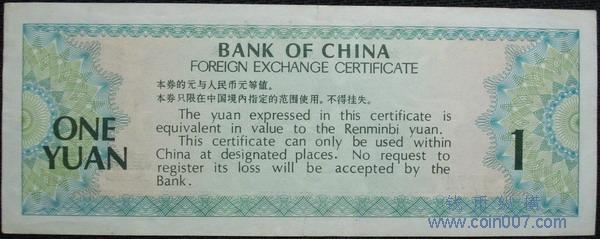 BANK OF CHINA
FOREIGN EXCHANGE CERTIFICATE
本券的元与人民币元等值。
本券只限在中国境内指定的范围使用。不得挂失。
ONE
YUAN
The yuan expressed in this certificate is
equivalent in value to the Renminbi yuan.
This certificate can only be used within
China at designated places. No request to
register its loss will be accepted by the
Bank.
1
钱币纵横
www.coin007.com